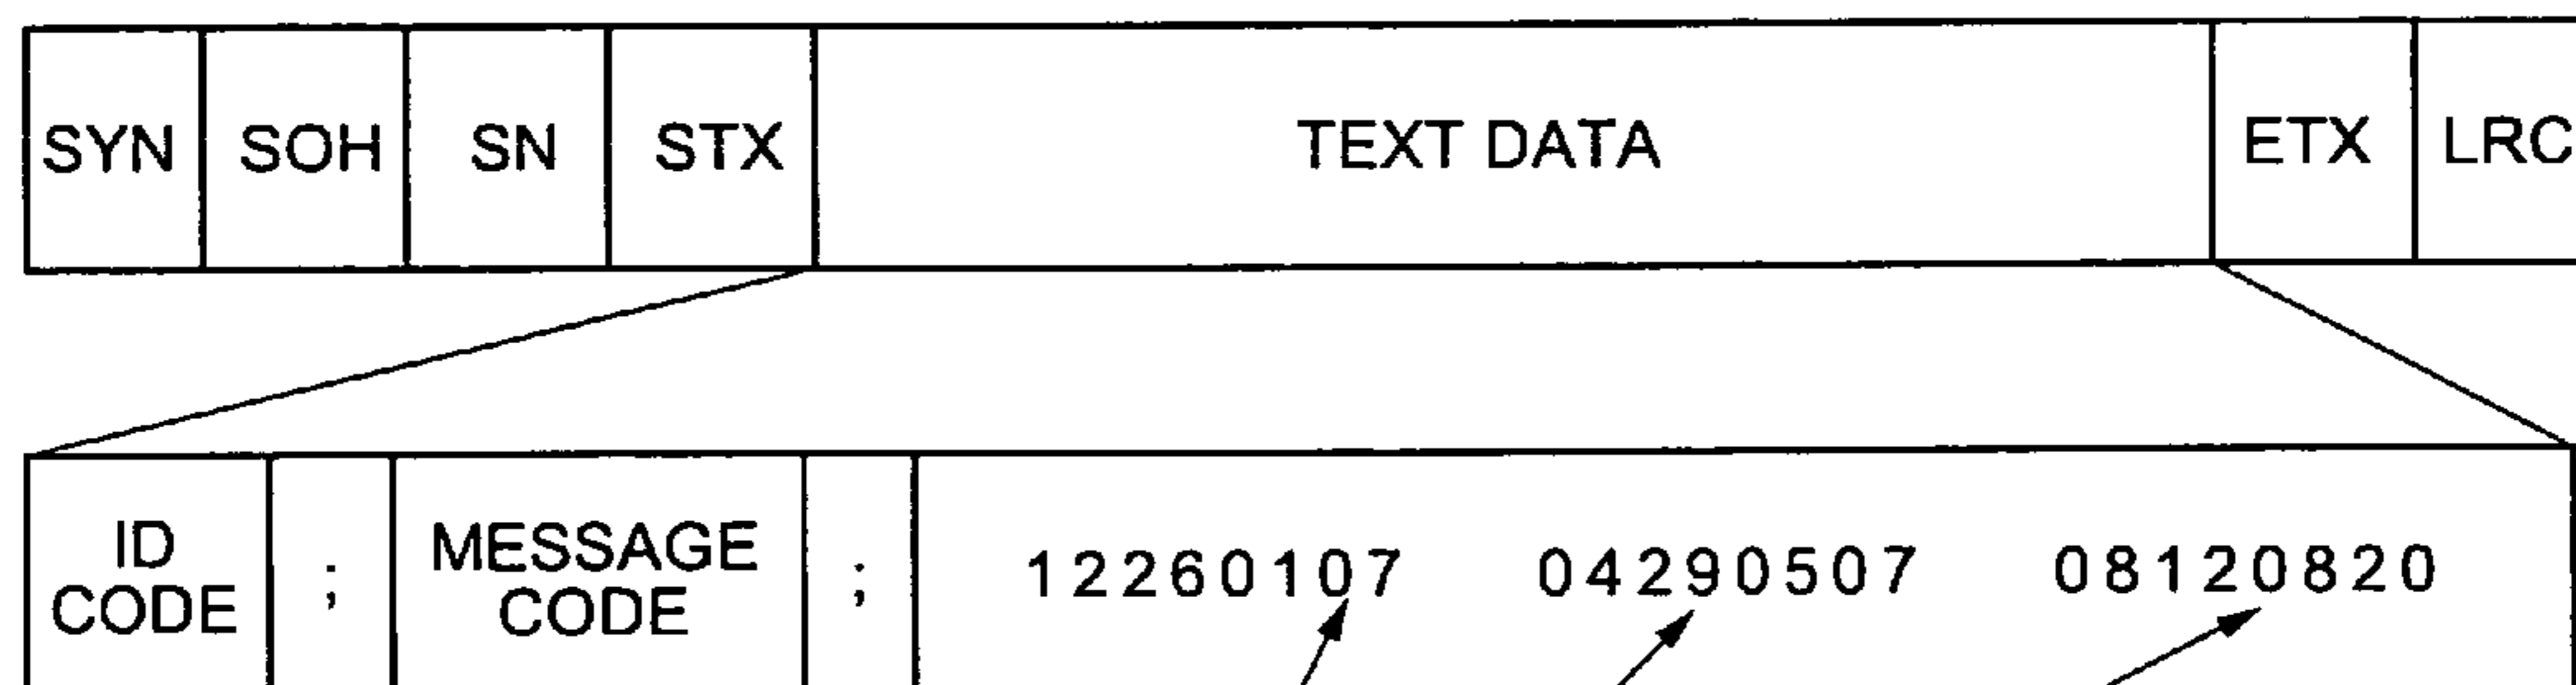 SYN SOH SN STX TEXT DATA ETX LRC
ID CODE ; MESSAGE CODE ; 12260107 04290507 08120820